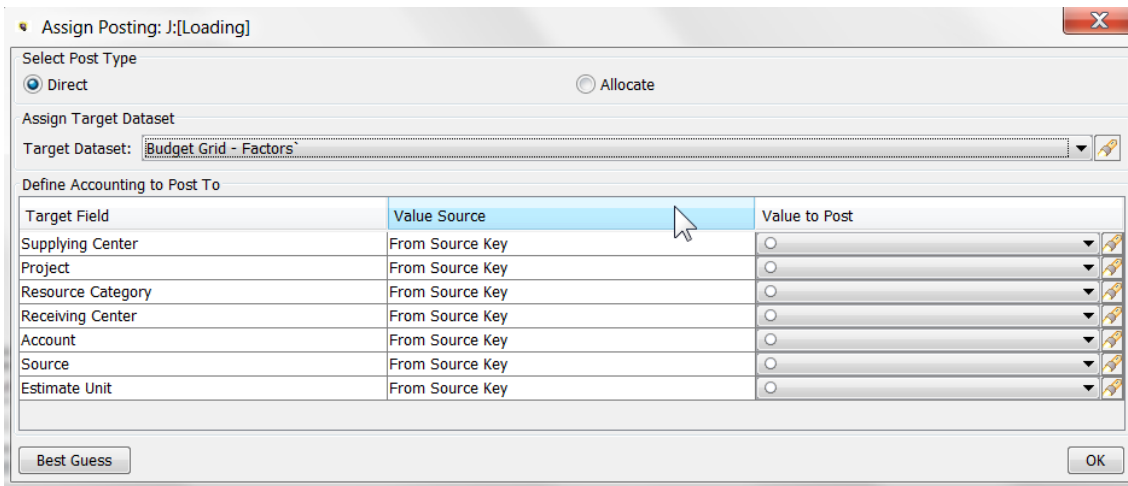 Assign Posting: J:[Loading]
X
Select Post Type
Direct Allocate
Assign Target Dataset
Target Dataset: Budget Grid - Factors`
Define Accounting to Post To
Target Field Value Source Value to Post
Supplying Center From Source Key
Project From Source Key
Resource Category From Source Key
Receiving Center From Source Key
Account From Source Key
Source From Source Key
Estimate Unit From Source Key
Best Guess OK